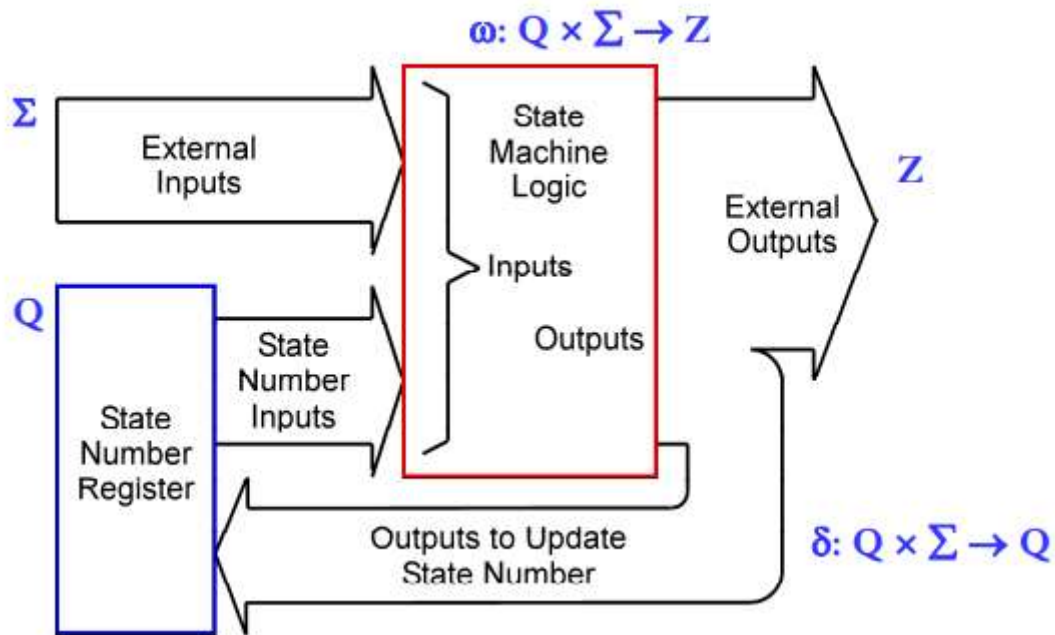 ω: Q × Σ → Z
Σ
External
Inputs
State
Machine
Logic
Z
External
Outputs
Inputs
Q
State
Number
Inputs
Outputs
State
Number
Register
Outputs to Update
State Number
δ: Q × Σ → Q